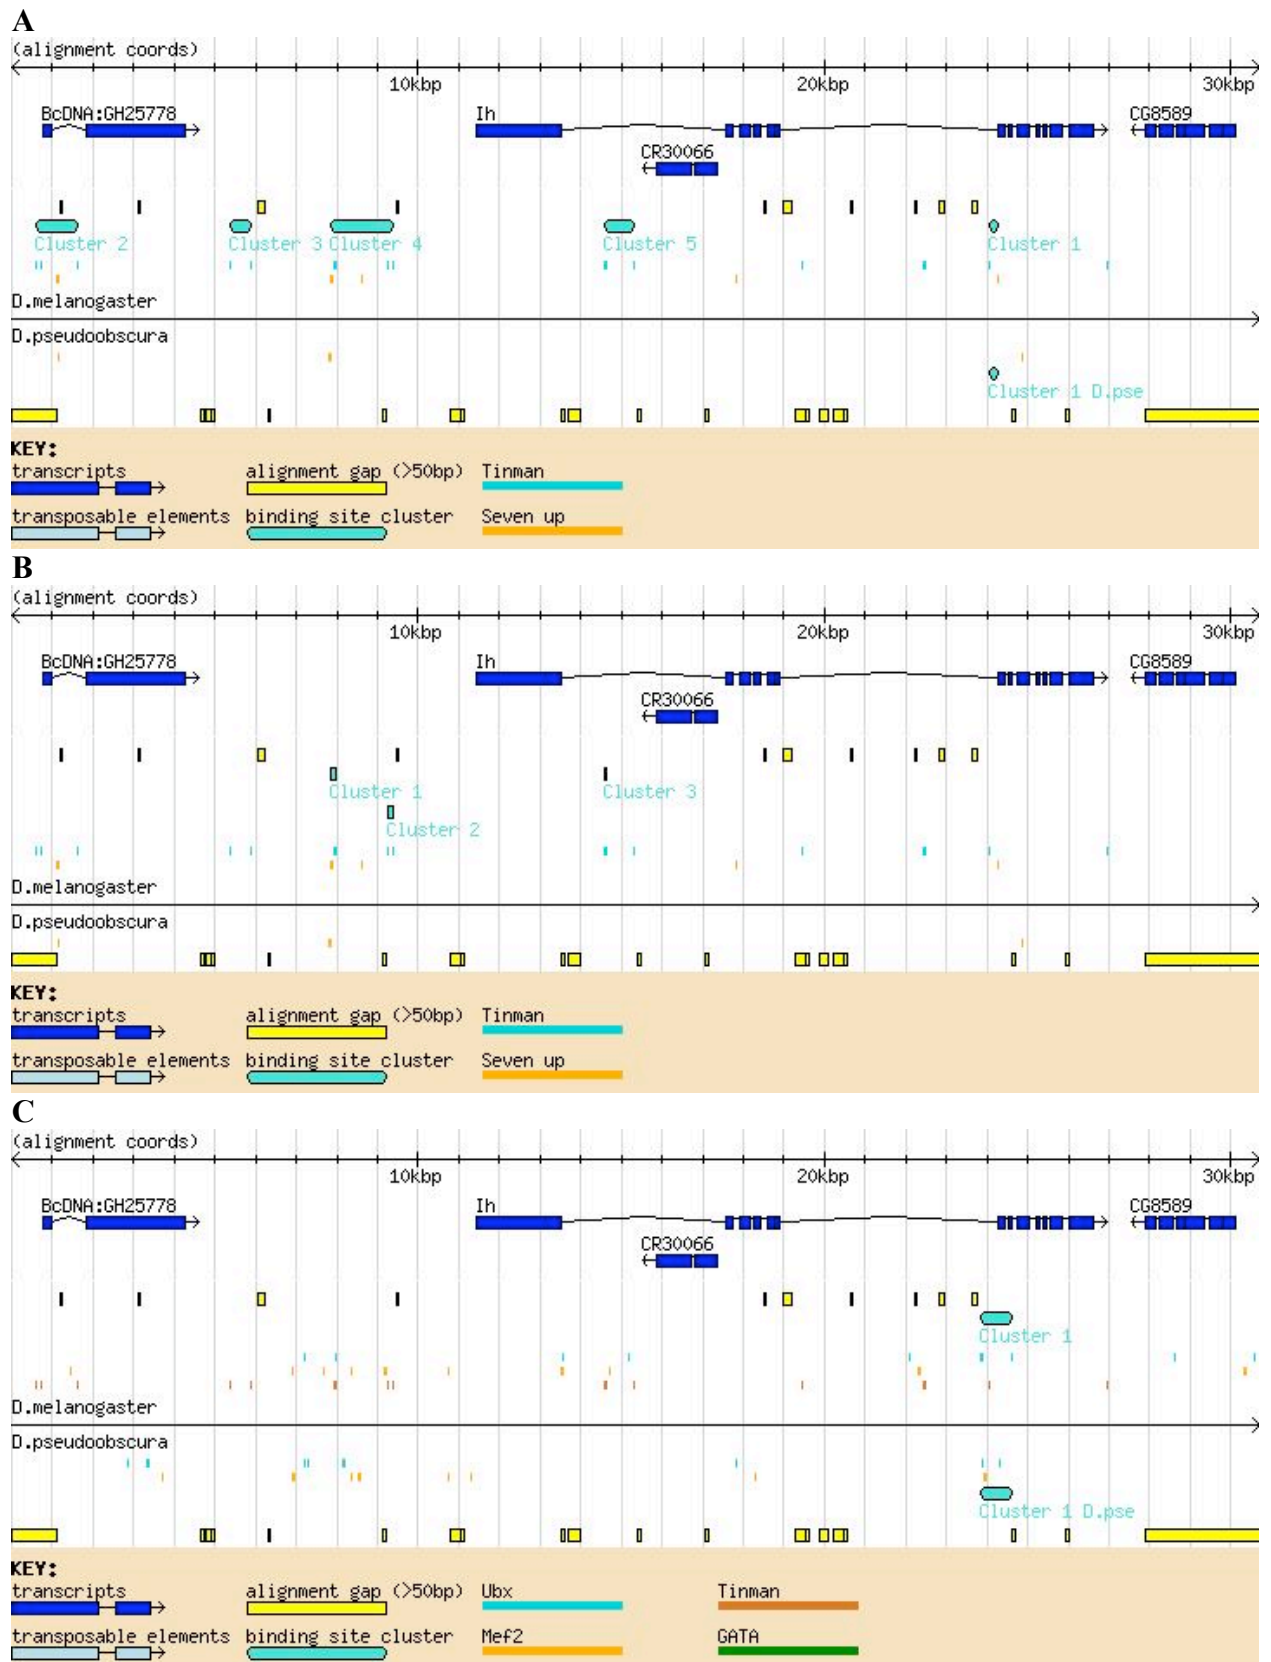 A
(alignment coords)
10kbp 20kbp 30kbp
BcDNA:GH25778 Ih CG8589
CR30066
Cluster 2 Cluster 3 Cluster 4 Cluster 5 Cluster 1
D.melanogaster
D.pseudoobscura
Cluster 1 D.pse
KEY:
transcripts alignment gap (>50bp) Tinman
transposable elements binding site cluster Seven up
B
(alignment coords)
10kbp 20kbp 30kbp
BcDNA:GH25778 Ih CG8589
CR30066
Cluster 1 Cluster 3
Cluster 2
D.melanogaster
D.pseudoobscura
KEY:
transcripts alignment gap (>50bp) Tinman
transposable elements binding site cluster Seven up
C
(alignment coords)
10kbp 20kbp 30kbp
BcDNA:GH25778 Ih CG8589
CR30066
Cluster 1
D.melanogaster
D.pseudoobscura
Cluster 1 D.pse
KEY:
transcripts alignment gap (>50bp) Ubx Tinman
transposable elements binding site cluster Mef2 GATA